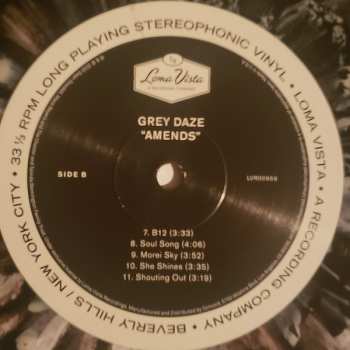 Loma Vista
GREY DAZE
"AMENDS"
SIDE B
7. B12 (3:33)
8. Soul Song (4:06)
9. Morei Sky (3:52)
10. She Shines (3:35)
11. Shouting Out (3:19)
33 ⅓ RPM LONG PLAYING STEREOPHONIC VINYL • LOMA VISTA • A RECORDING COMPANY • BEVERLY HILLS / NEW YORK CITY •